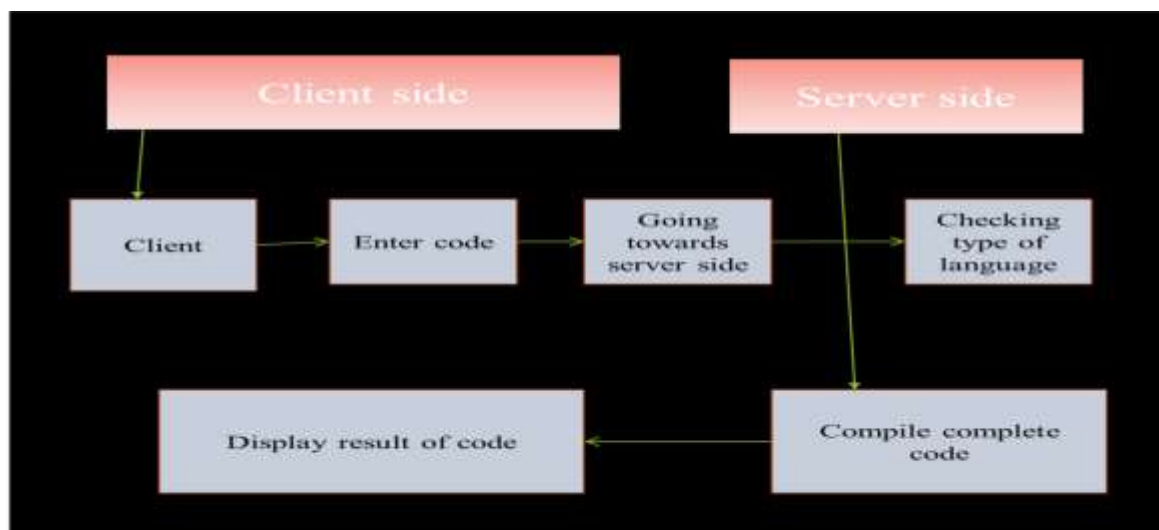 Client side
Server side
Client
Enter code
Going
towards
server side
Checking
type of
language
Display result of code
Compile complete
code